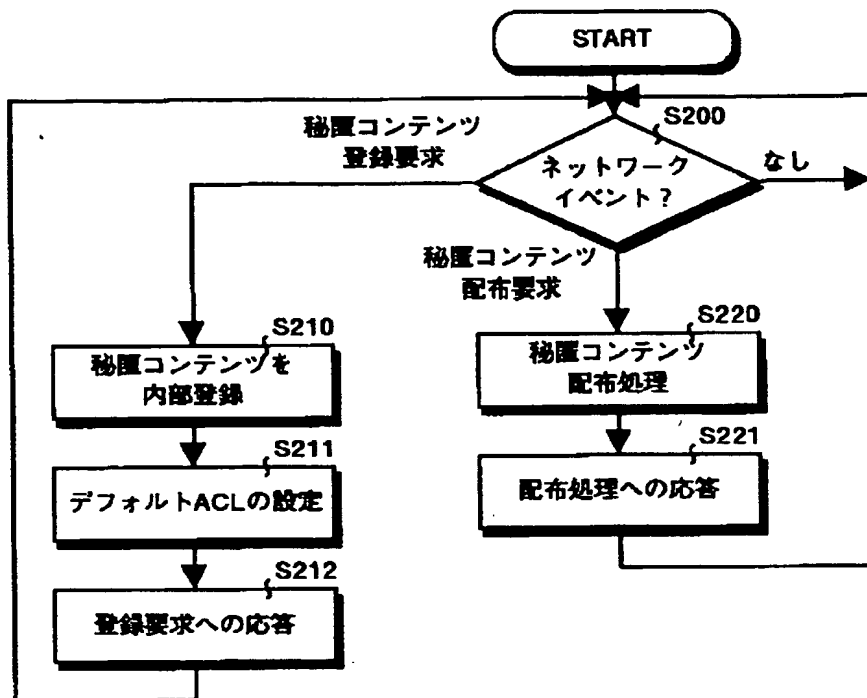 START
S200
秘匿コンテンツ
登録要求
ネットワーク
イベント？
なし
秘匿コンテンツ
配布要求
S210
秘匿コンテンツを
内部登録
S211
デフォルトACLの設定
S212
登録要求への応答
S220
秘匿コンテンツ
配布処理
S221
配布処理への応答